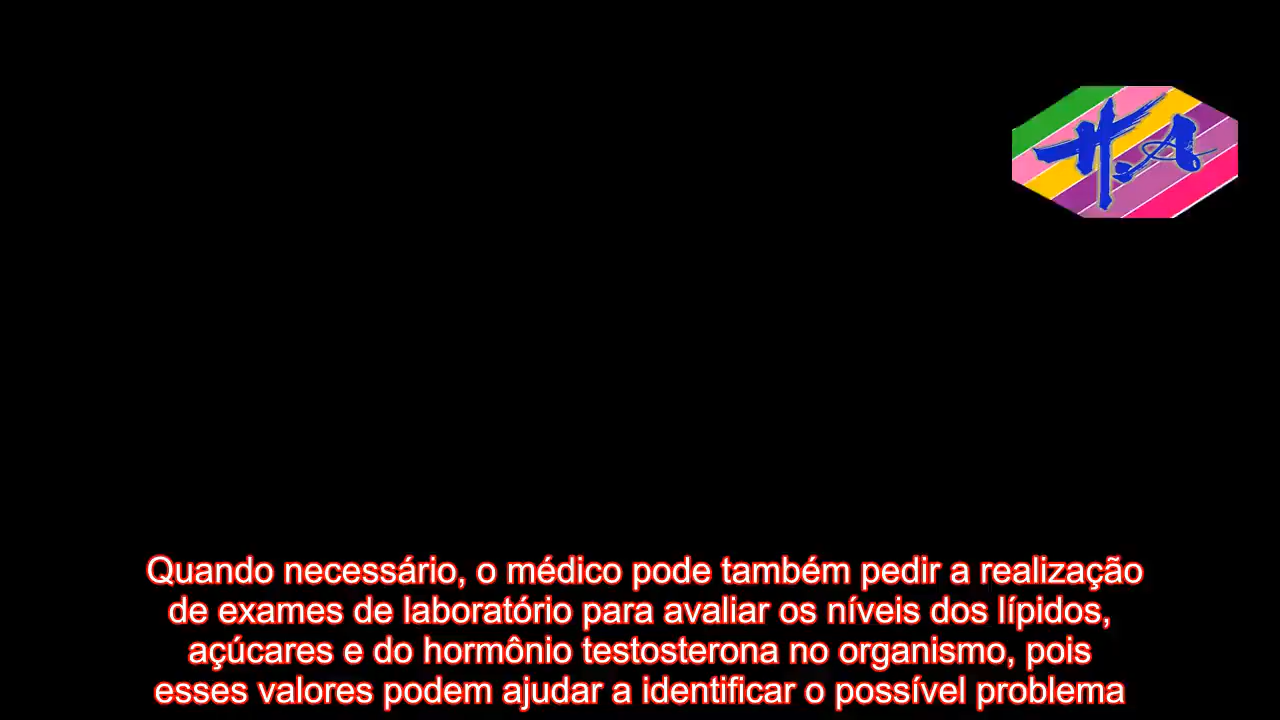 HA
Quando necessário, o médico pode também pedir a realização
de exames de laboratório para avaliar os níveis dos lípidos,
açúcares e do hormônio testosterona no organismo, pois
esses valores podem ajudar a identificar o possível problema